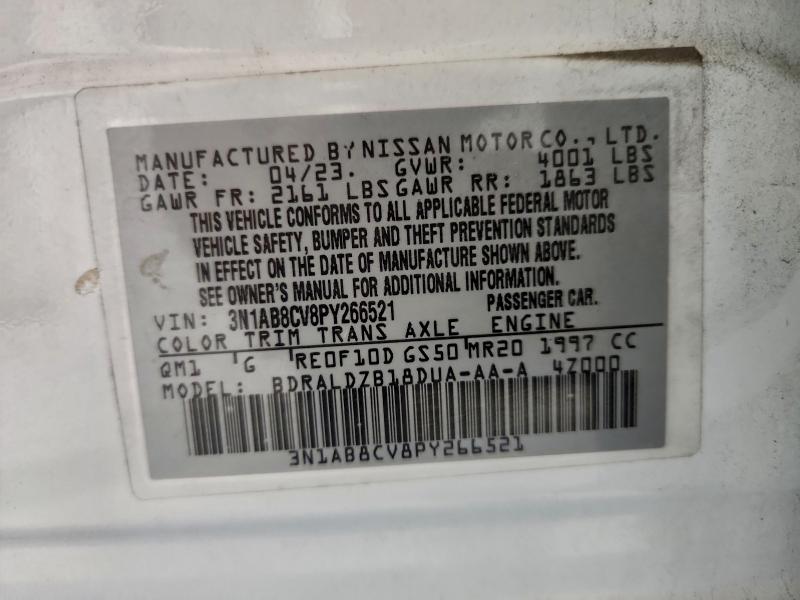 MANUFACTURED BY NISSAN MOTOR CO., LTD.
DATE: 04/23. GVWR: 4001 LBS
GAWR FR: 2161 LBS GAWR RR: 1863 LBS
THIS VEHICLE CONFORMS TO ALL APPLICABLE FEDERAL MOTOR
VEHICLE SAFETY, BUMPER AND THEFT PREVENTION STANDARDS
IN EFFECT ON THE DATE OF MANUFACTURE SHOWN ABOVE.
SEE OWNER'S MANUAL FOR ADDITIONAL INFORMATION.
VIN: 3N1AB8CV8PY266521 PASSENGER CAR.
COLOR TRIM TRANS AXLE ENGINE
QM1 G RE0F10D GS50 MR20 1997 CC
MODEL: BDRALDZB18DUA-AA-A 4Z000
3N1AB8CV8PY266521